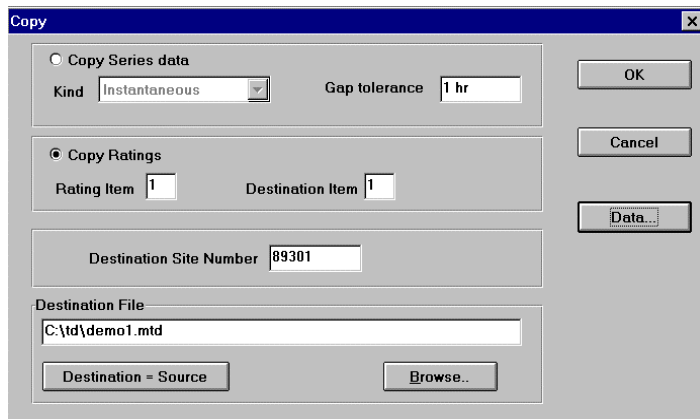 Copy
Copy Series data
Kind Instantaneous Gap tolerance 1 hr
OK
Copy Ratings
Cancel
Rating Item 1 Destination Item 1
Data...
Destination Site Number 89301
Destination File
C:\td\demo1.mtd
Destination = Source Browse..